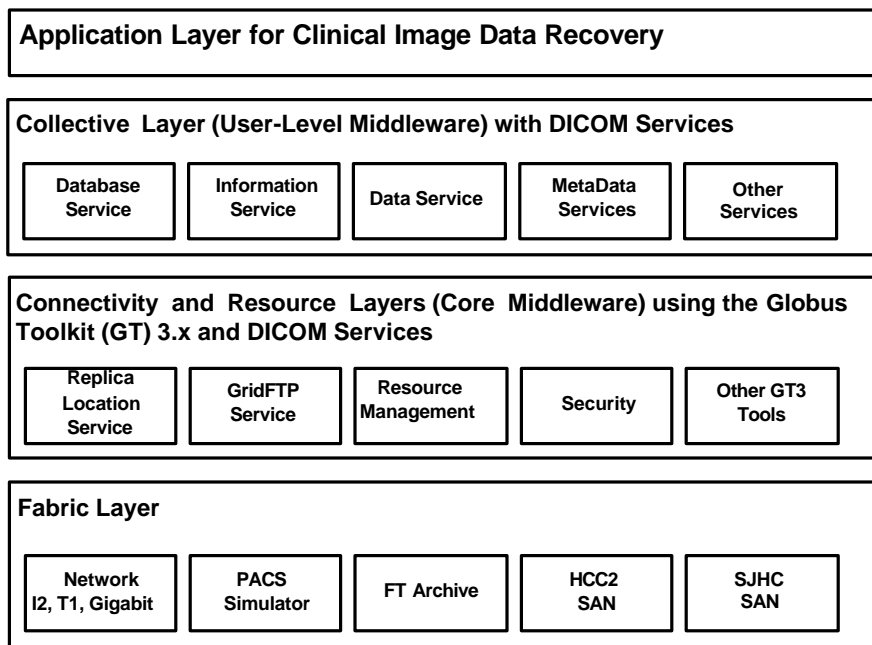 Application Layer for Clinical Image Data Recovery
Collective Layer (User-Level Middleware) with DICOM Services
Database
Service
Information
Service
Data Service
MetaData
Services
Other
Services
Connectivity and Resource Layers (Core Middleware) using the Globus
Toolkit (GT) 3.x and DICOM Services
Replica
Location
Service
GridFTP
Service
Resource
Management
Security
Other GT3
Tools
Fabric Layer
Network
I2, T1, Gigabit
PACS
Simulator
FT Archive
HCC2
SAN
SJHC
SAN